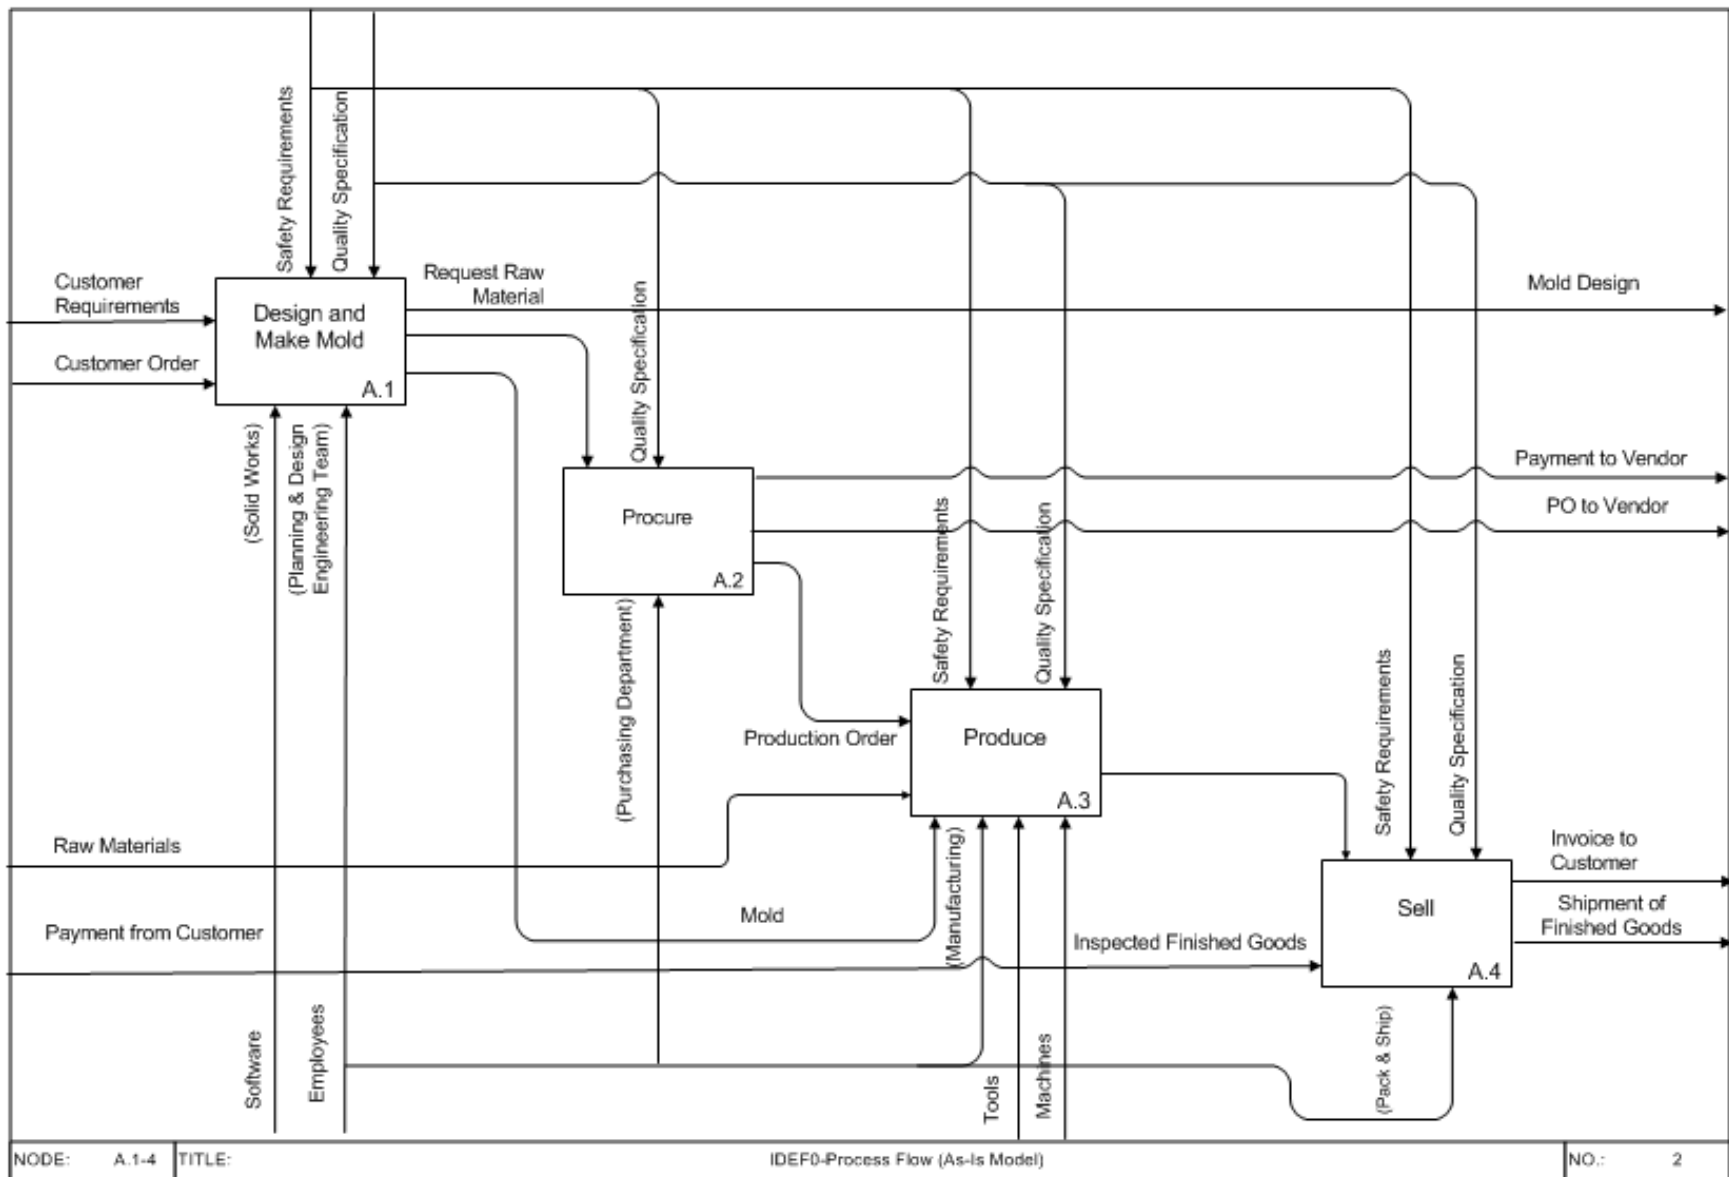 Safety Requirements
Quality Specification
Customer
Requirements
Customer Order
Design and
Make Mold
A.1
Request Raw
Material
Mold Design
(Solid Works)
(Planning & Design
Engineering Team)
Quality Specification
Procure
A.2
Payment to Vendor
PO to Vendor
(Purchasing Department)
Safety Requirements
Quality Specification
Production Order
Produce
A.3
Safety Requirements
Quality Specification
Raw Materials
Mold
(Manufacturing)
Payment from Customer
Inspected Finished Goods
Sell
A.4
Invoice to
Customer
Shipment of
Finished Goods
Software
Employees
Tools
Machines
(Pack & Ship)
NODE: A.1-4 TITLE: IDEF0-Process Flow (As-Is Model) NO.: 2